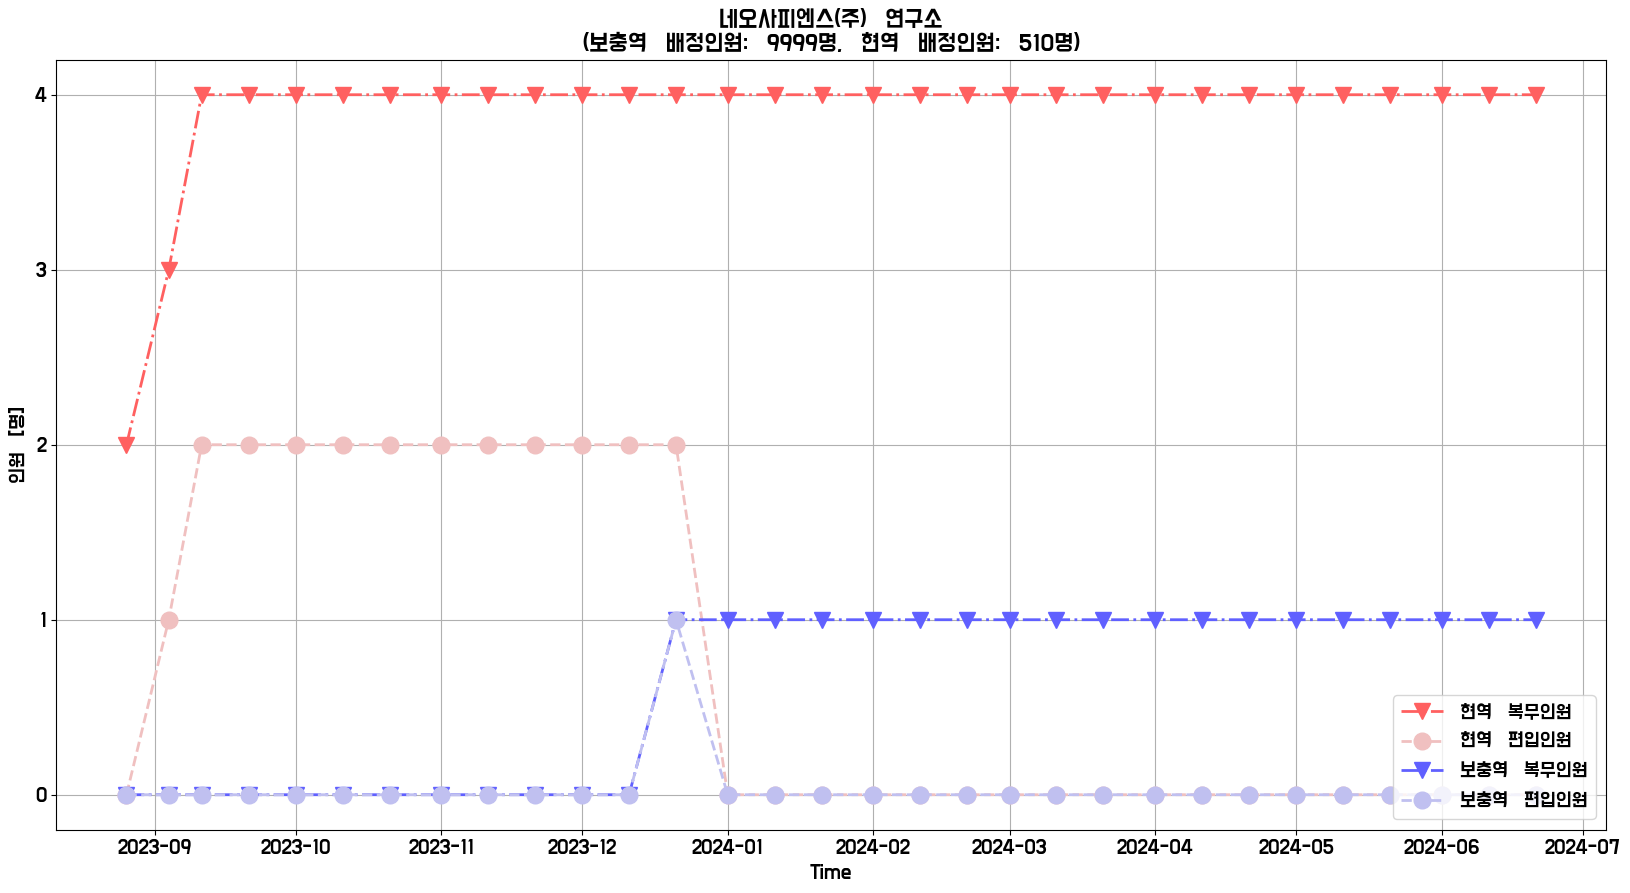 네오사피엔스(주) 연구소
(보충역 배정인원: 9999명, 현역 배정인원: 510명)
인원 [명]
4
3
2
1
0
현역 복무인원
현역 편입인원
보충역 복무인원
보충역 편입인원
2023-09 2023-10 2023-11 2023-12 2024-01 2024-02 2024-03 2024-04 2024-05 2024-06 2024-07
Time